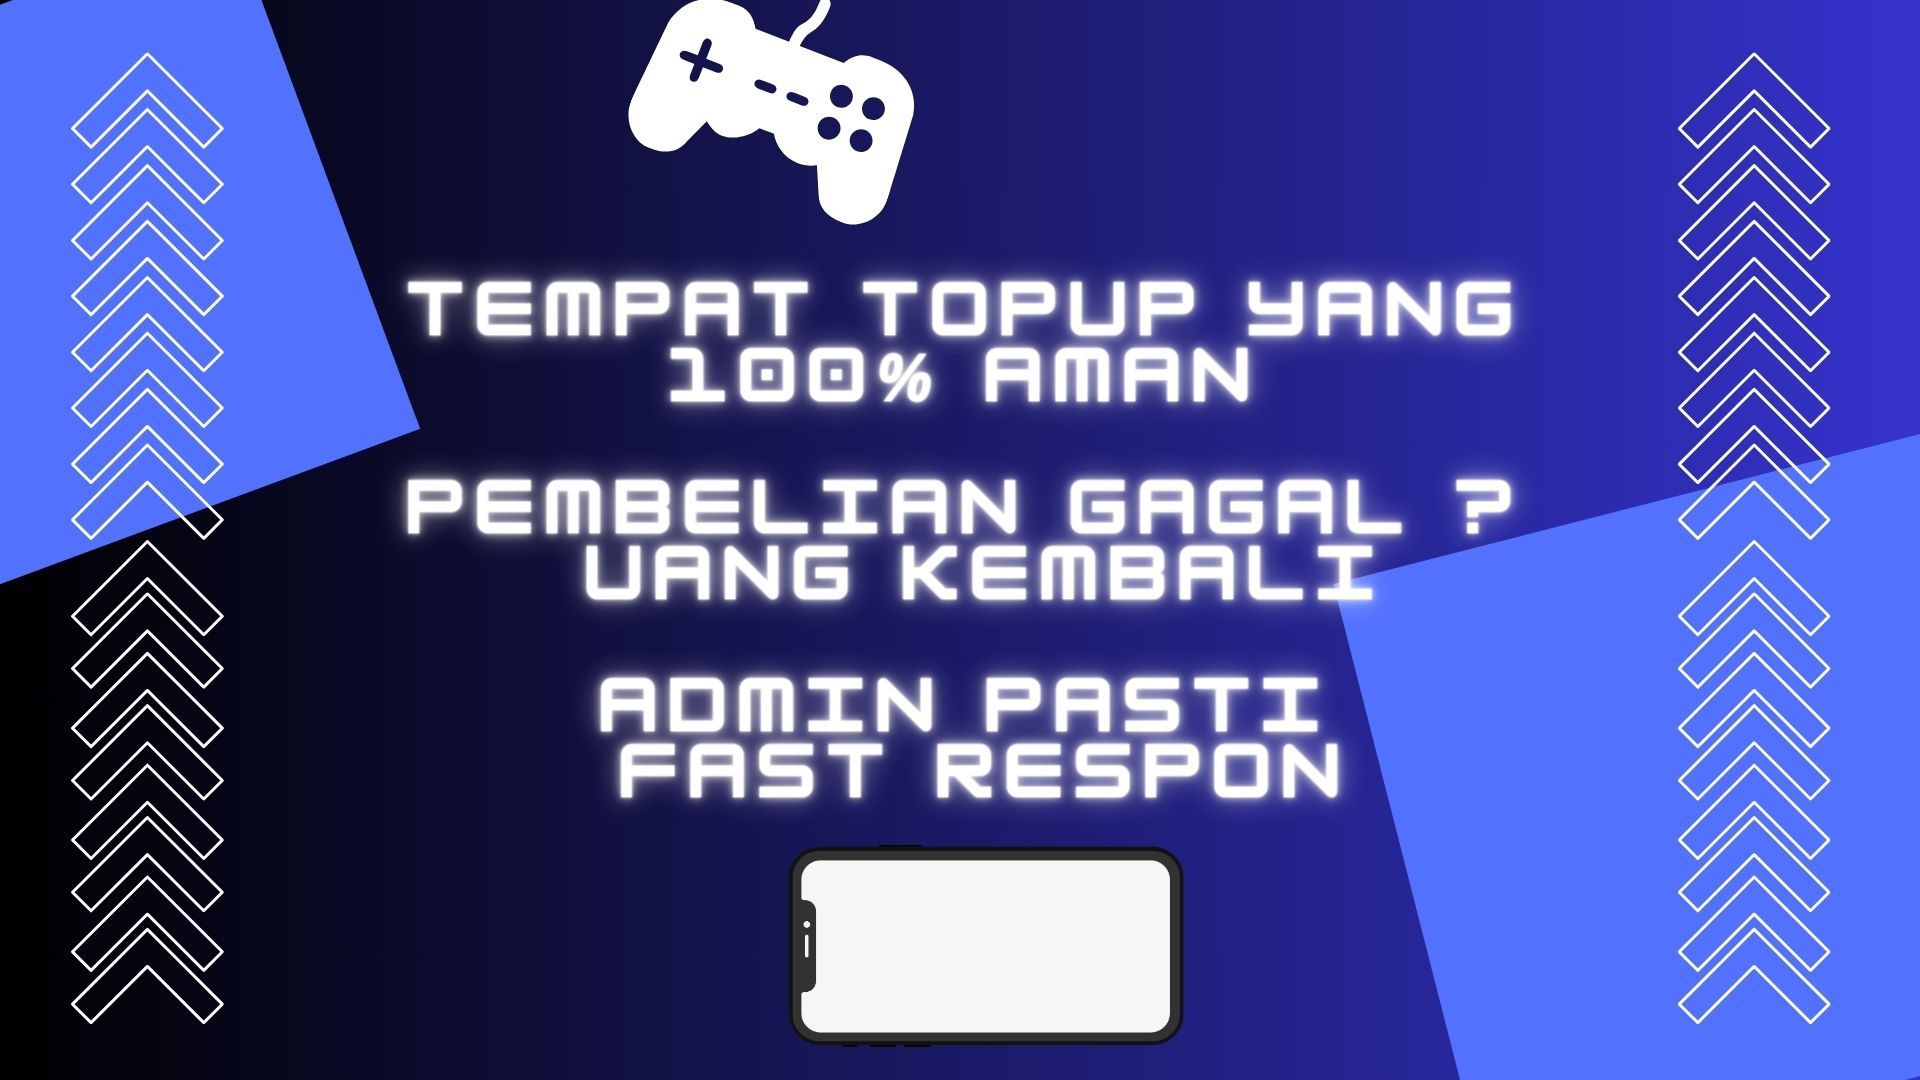 TEMPAT TOPUP YANG
100% AMAN
PEMBELIAN GAGAL ?
UANG KEMBALI
ADMIN PASTI
FAST RESPON